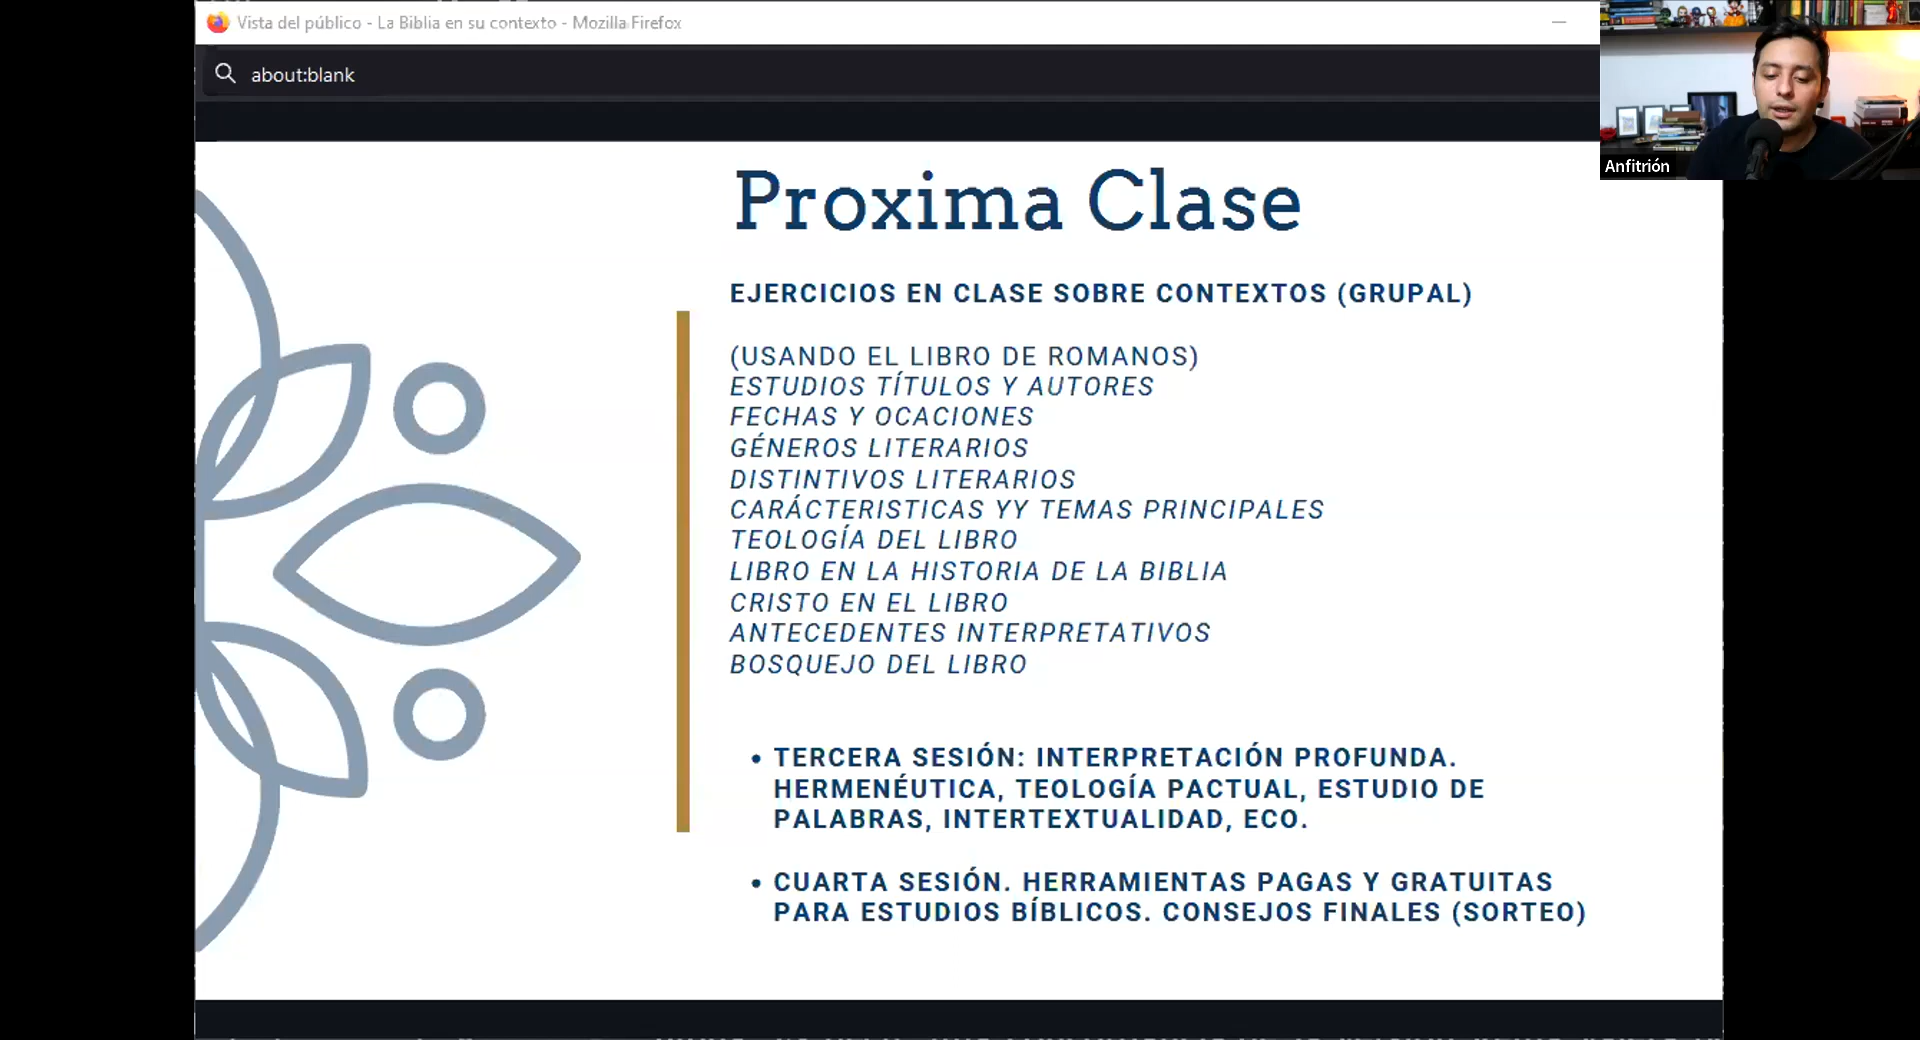 Vista del público - La Biblia en su contexto - Mozilla Firefox
about:blank
Anfitrión
Proxima Clase
EJERCICIOS EN CLASE SOBRE CONTEXTOS (GRUPAL)
(USANDO EL LIBRO DE ROMANOS)
ESTUDIOS TÍTULOS Y AUTORES
FECHAS Y OCACIONES
GÉNEROS LITERARIOS
DISTINTIVOS LITERARIOS
CARÁCTERISTICAS YY TEMAS PRINCIPALES
TEOLOGÍA DEL LIBRO
LIBRO EN LA HISTORIA DE LA BIBLIA
CRISTO EN EL LIBRO
ANTECEDENTES INTERPRETATIVOS
BOSQUEJO DEL LIBRO
• TERCERA SESIÓN: INTERPRETACIÓN PROFUNDA.
HERMENÉUTICA, TEOLOGÍA PACTUAL, ESTUDIO DE
PALABRAS, INTERTEXTUALIDAD, ECO.
• CUARTA SESIÓN. HERRAMIENTAS PAGAS Y GRATUITAS
PARA ESTUDIOS BÍBLICOS. CONSEJOS FINALES (SORTEO)